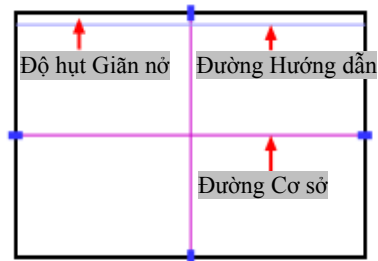 Độ hụt Giãn nở
Đường Hướng dẫn
Đường Cơ sở